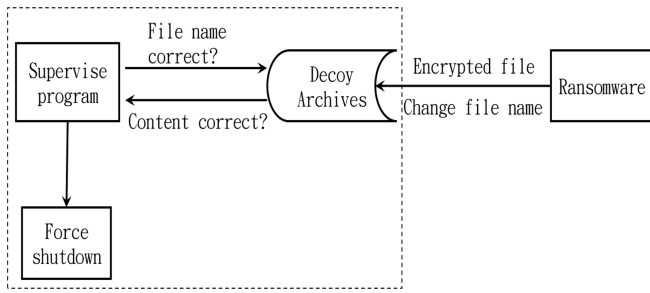 File name
correct?
Supervise
program
Content correct?
Decoy
Archives
Encrypted file
Change file name
Ransomware
Force
shutdown